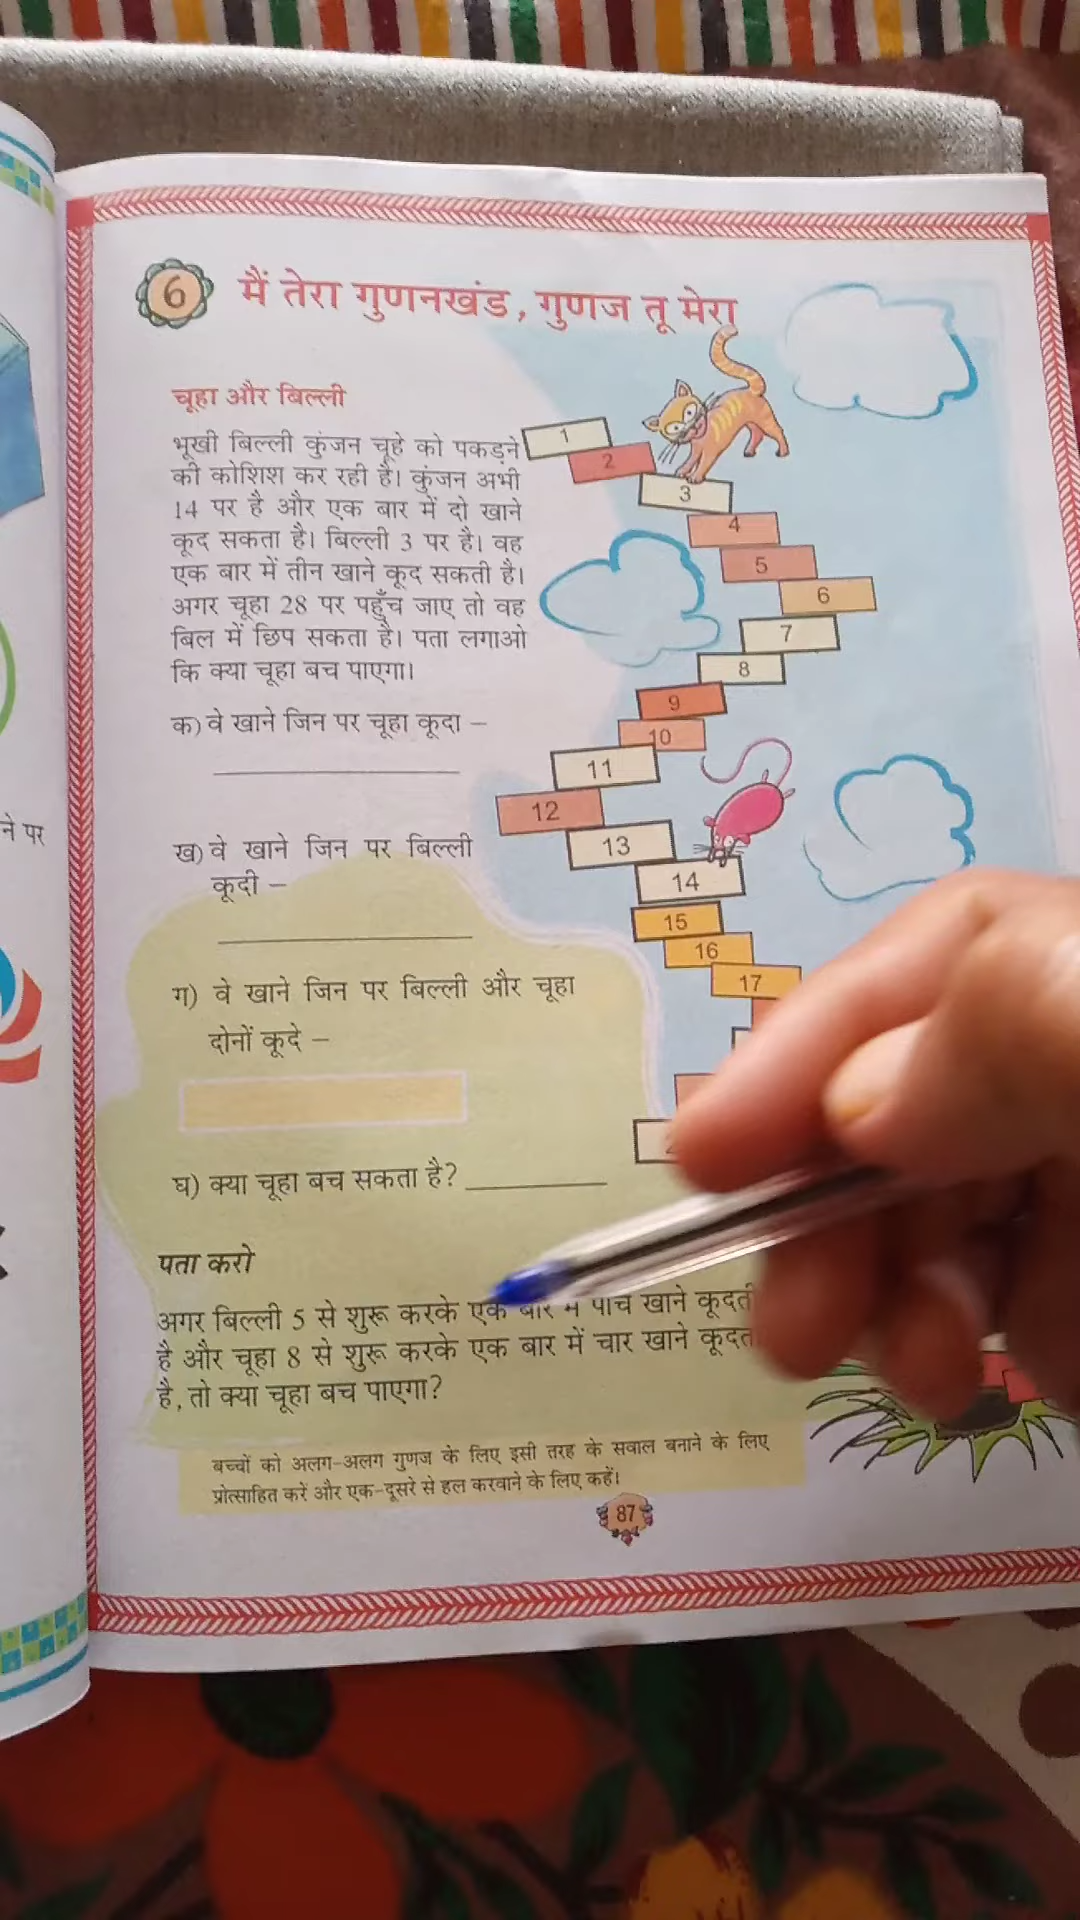 6 मैं तेरा गुणनखंड, गुणज तू मेरा
चूहा और बिल्ली
भूखी बिल्ली कुंजन चूहे को पकड़ने
की कोशिश कर रही है। कुंजन अभी
14 पर है और एक बार में दो खाने
कूद सकता है। बिल्ली 3 पर है। वह
एक बार में तीन खाने कूद सकती है।
अगर चूहा 28 पर पहुँच जाए तो वह
बिल में छिप सकता है। पता लगाओ
कि क्या चूहा बच पाएगा।
क) वे खाने जिन पर चूहा कूदा –
ख) वे खाने जिन पर बिल्ली
कूदी –
ग) वे खाने जिन पर बिल्ली और चूहा
दोनों कूदे –
घ) क्या चूहा बच सकता है?
पता करो
अगर बिल्ली 5 से शुरू करके एक बार में पांच खाने कूदती
है और चूहा 8 से शुरू करके एक बार में चार खाने कूदता
है, तो क्या चूहा बच पाएगा?
बच्चों को अलग-अलग गुणज के लिए इसी तरह के सवाल बनाने के लिए
प्रोत्साहित करें और एक-दूसरे से हल करवाने के लिए कहें।
87
1
2
3
4
5
6
7
8
9
10
11
12
13
14
15
16
17
ने पर